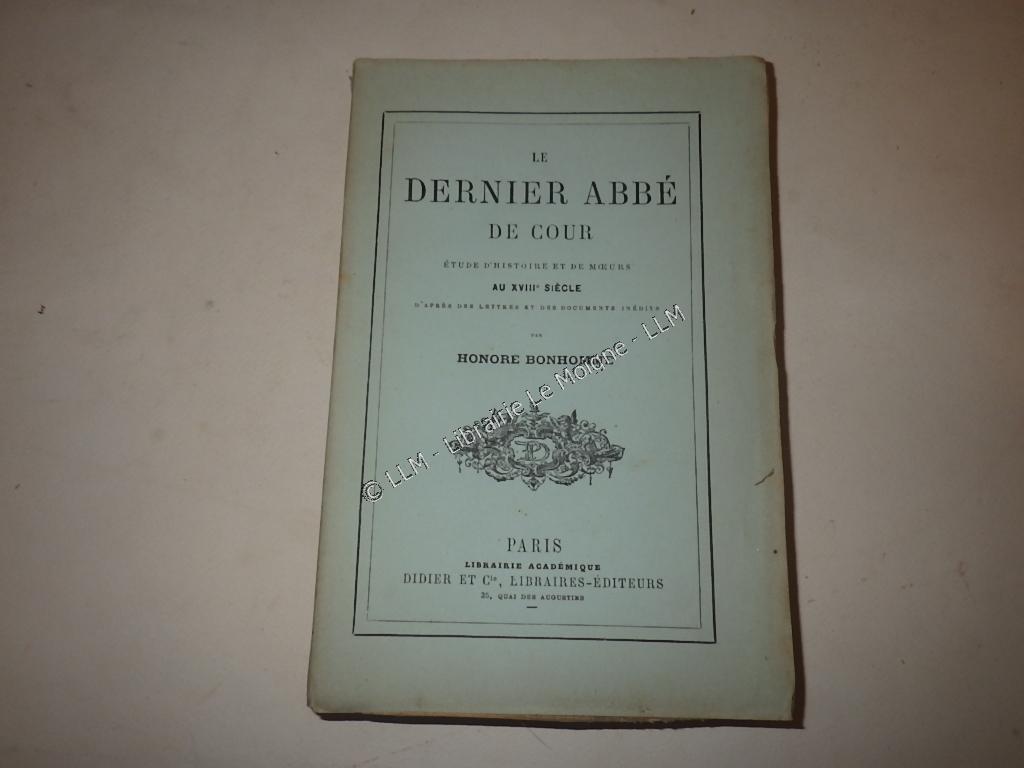 LE
DERNIER ABBÉ
DE COUR
ÉTUDE D'HISTOIRE ET DE MŒURS
AU XVIIIe SIÈCLE
D'APRÈS DES LETTRES ET DES DOCUMENTS INÉDITS
PAR
HONORE
© LLM - Librairie Le Moigne - LLM
PARIS
LIBRAIRIE ACADÉMIQUE
DIDIER ET Cie, LIBRAIRES-ÉDITEURS
35, QUAI DES AUGUSTINS